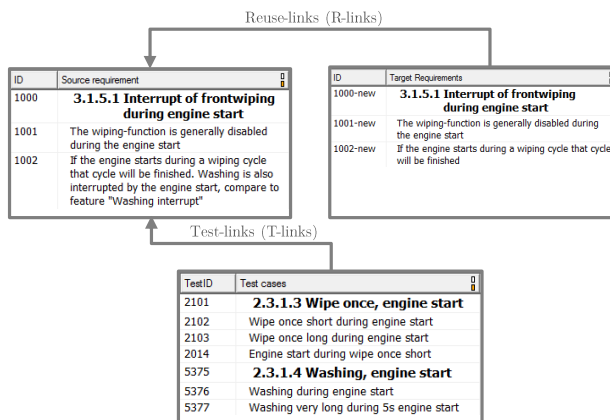 Reuse-links (R-links)
ID Source requirement
1000 3.1.5.1 Interrupt of frontwiping
during engine start
1001 The wiping-function is generally disabled
during the engine start
1002 If the engine starts during a wiping cycle
that cycle will be finished. Washing is also
interrupted by the engine start, compare to
feature "Washing interrupt"
ID Target Requirements
1000-new 3.1.5.1 Interrupt of frontwiping
during engine start
1001-new The wiping-function is generally disabled during
the engine start
1002-new If the engine starts during a wiping cycle that cycle
will be finished
Test-links (T-links)
TestID Test cases
2101 2.3.1.3 Wipe once, engine start
2102 Wipe once short during engine start
2103 Wipe once long during engine start
2014 Engine start during wipe once short
5375 2.3.1.4 Washing, engine start
5376 Washing during engine start
5377 Washing very long during 5s engine start